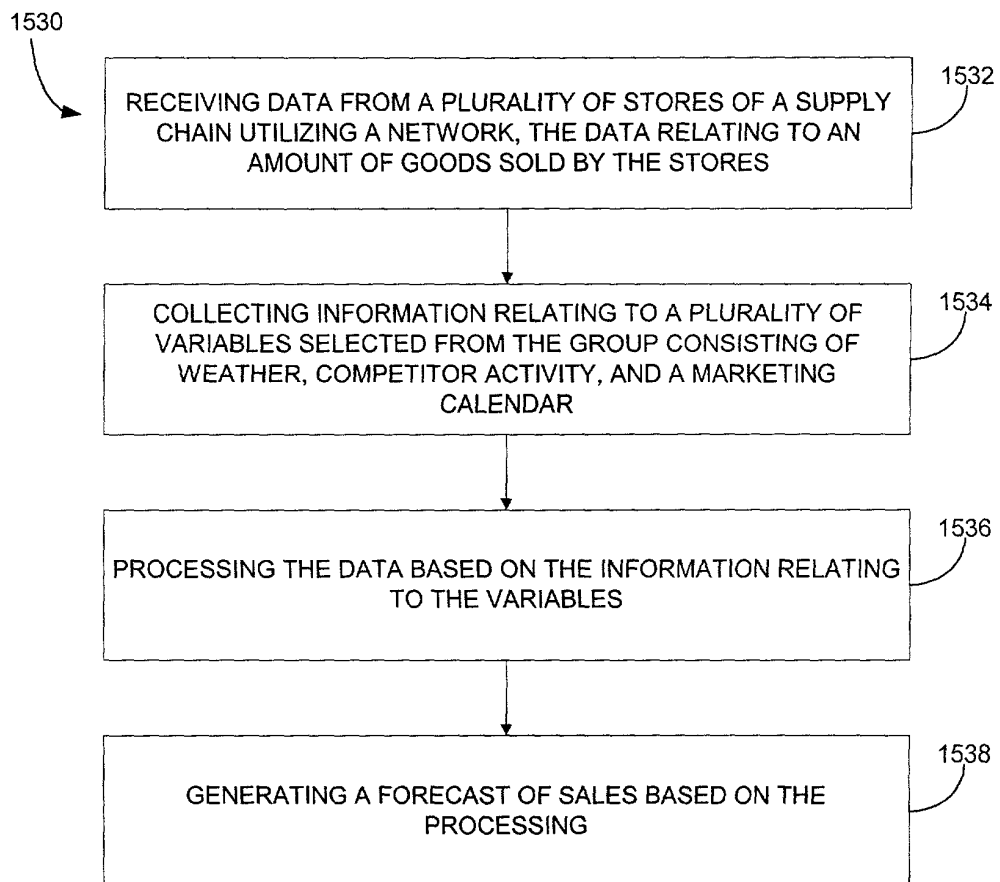 1530
1532
RECEIVING DATA FROM A PLURALITY OF STORES OF A SUPPLY
CHAIN UTILIZING A NETWORK, THE DATA RELATING TO AN
AMOUNT OF GOODS SOLD BY THE STORES
1534
COLLECTING INFORMATION RELATING TO A PLURALITY OF
VARIABLES SELECTED FROM THE GROUP CONSISTING OF
WEATHER, COMPETITOR ACTIVITY, AND A MARKETING
CALENDAR
1536
PROCESSING THE DATA BASED ON THE INFORMATION RELATING
TO THE VARIABLES
1538
GENERATING A FORECAST OF SALES BASED ON THE
PROCESSING